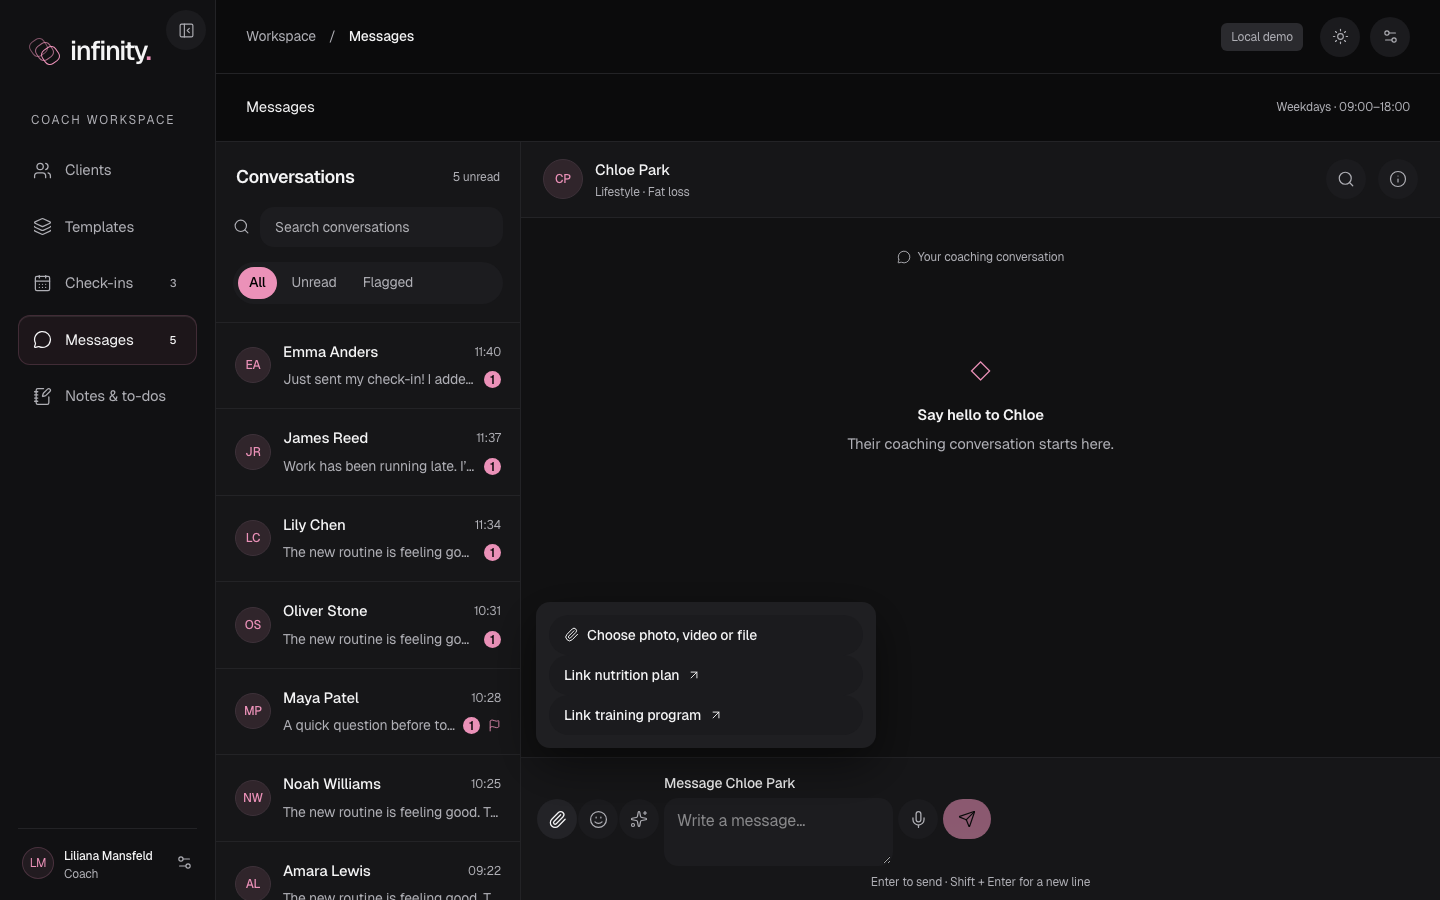 infinity.
COACH WORKSPACE
Clients
Templates
Check-ins 3
Messages 5
Notes & to-dos
LM Liliana Mansfeld
Coach
Workspace / Messages
Local demo
Messages
Weekdays · 09:00–18:00
Conversations
5 unread
Search conversations
All Unread Flagged
EA Emma Anders 11:40
Just sent my check-in! I adde... 1
JR James Reed 11:37
Work has been running late. I'... 1
LC Lily Chen 11:34
The new routine is feeling go... 1
OS Oliver Stone 10:31
The new routine is feeling go... 1
MP Maya Patel 10:28
A quick question before to... 1
NW Noah Williams 10:25
The new routine is feeling good. T...
AL Amara Lewis 09:22
The new routine is feeling good. T...
CP Chloe Park
Lifestyle · Fat loss
Your coaching conversation
Say hello to Chloe
Their coaching conversation starts here.
Choose photo, video or file
Link nutrition plan
Link training program
Message Chloe Park
Write a message...
Enter to send · Shift + Enter for a new line